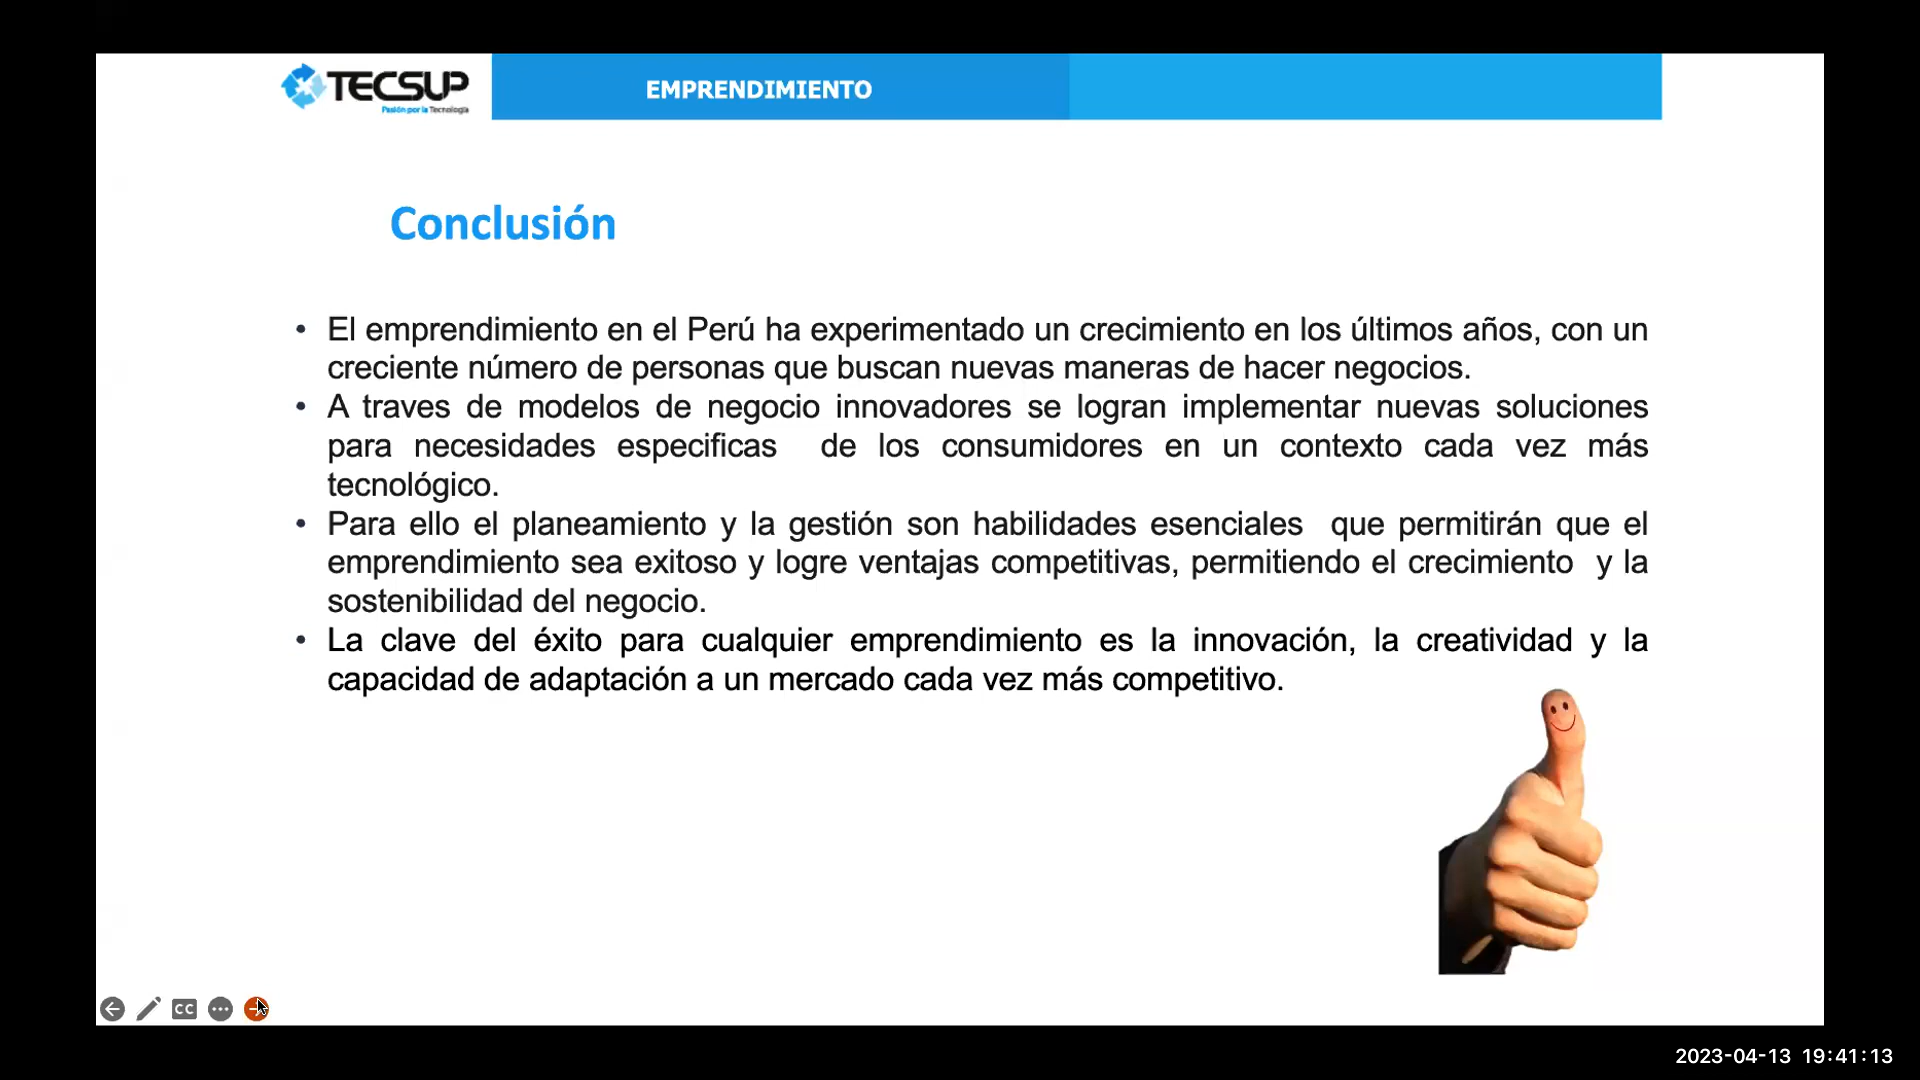 TECSUP
Pasión por la Tecnología
EMPRENDIMIENTO
Conclusión
• El emprendimiento en el Perú ha experimentado un crecimiento en los últimos años, con un
creciente número de personas que buscan nuevas maneras de hacer negocios.
• A traves de modelos de negocio innovadores se logran implementar nuevas soluciones
para necesidades especificas de los consumidores en un contexto cada vez más
tecnológico.
• Para ello el planeamiento y la gestión son habilidades esenciales que permitirán que el
emprendimiento sea exitoso y logre ventajas competitivas, permitiendo el crecimiento y la
sostenibilidad del negocio.
• La clave del éxito para cualquier emprendimiento es la innovación, la creatividad y la
capacidad de adaptación a un mercado cada vez más competitivo.
CC
2023-04-13 19:41:13